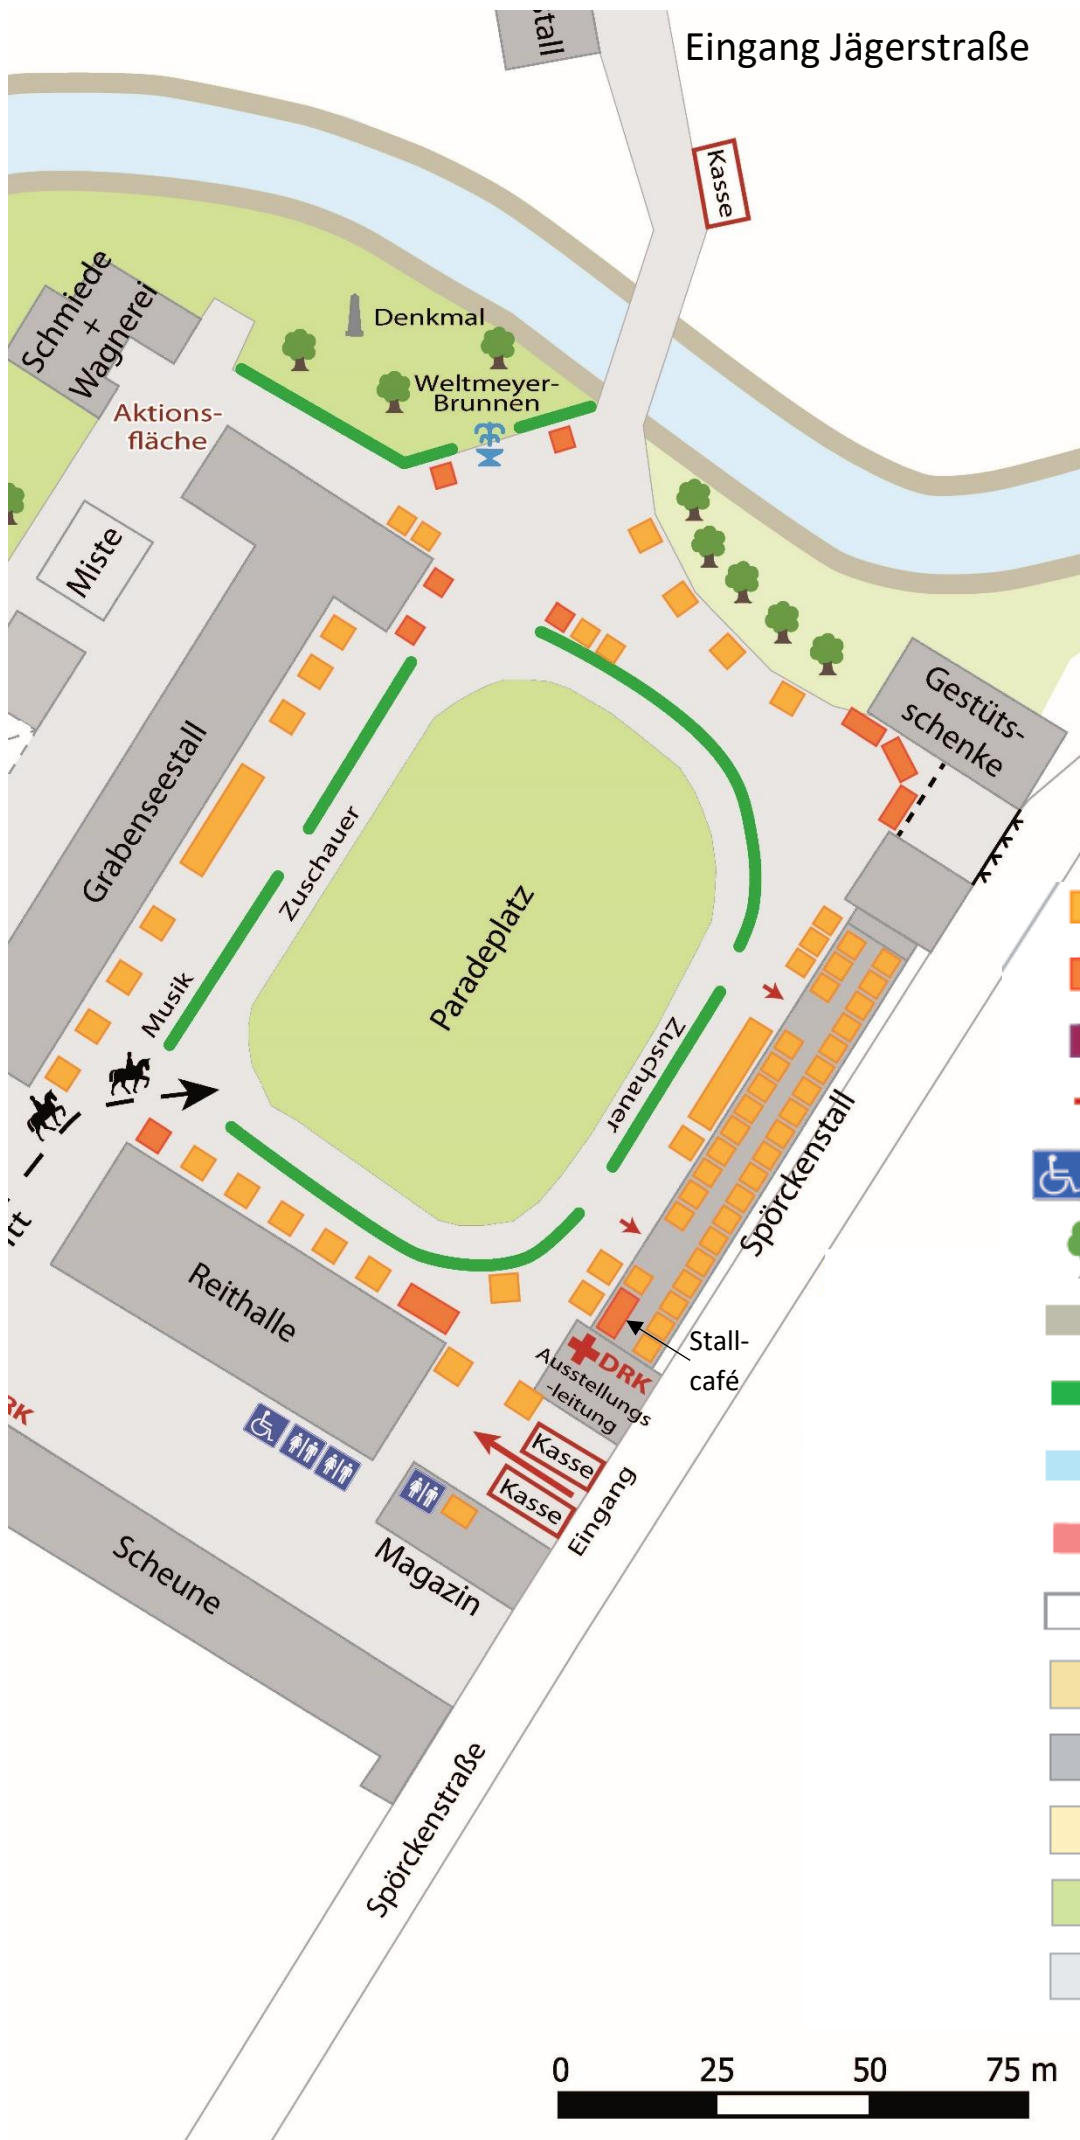 Eingang Jägerstraße
Kasse
Denkmal
Weltmeyer-
Brunnen
Schmiede
+
Wagnerei
Aktions-
fläche
Miste
Gestüts-
schenke
Grabenseestall
Zuschauer
Paradeplatz
Musik
Zuschauer
Spörckenstall
Reithalle
Stall-
café
DRK
Ausstellungs
-leitung
Kasse
Kasse
Eingang
Magazin
Scheune
Spörckenstraße
0 25 50 75 m